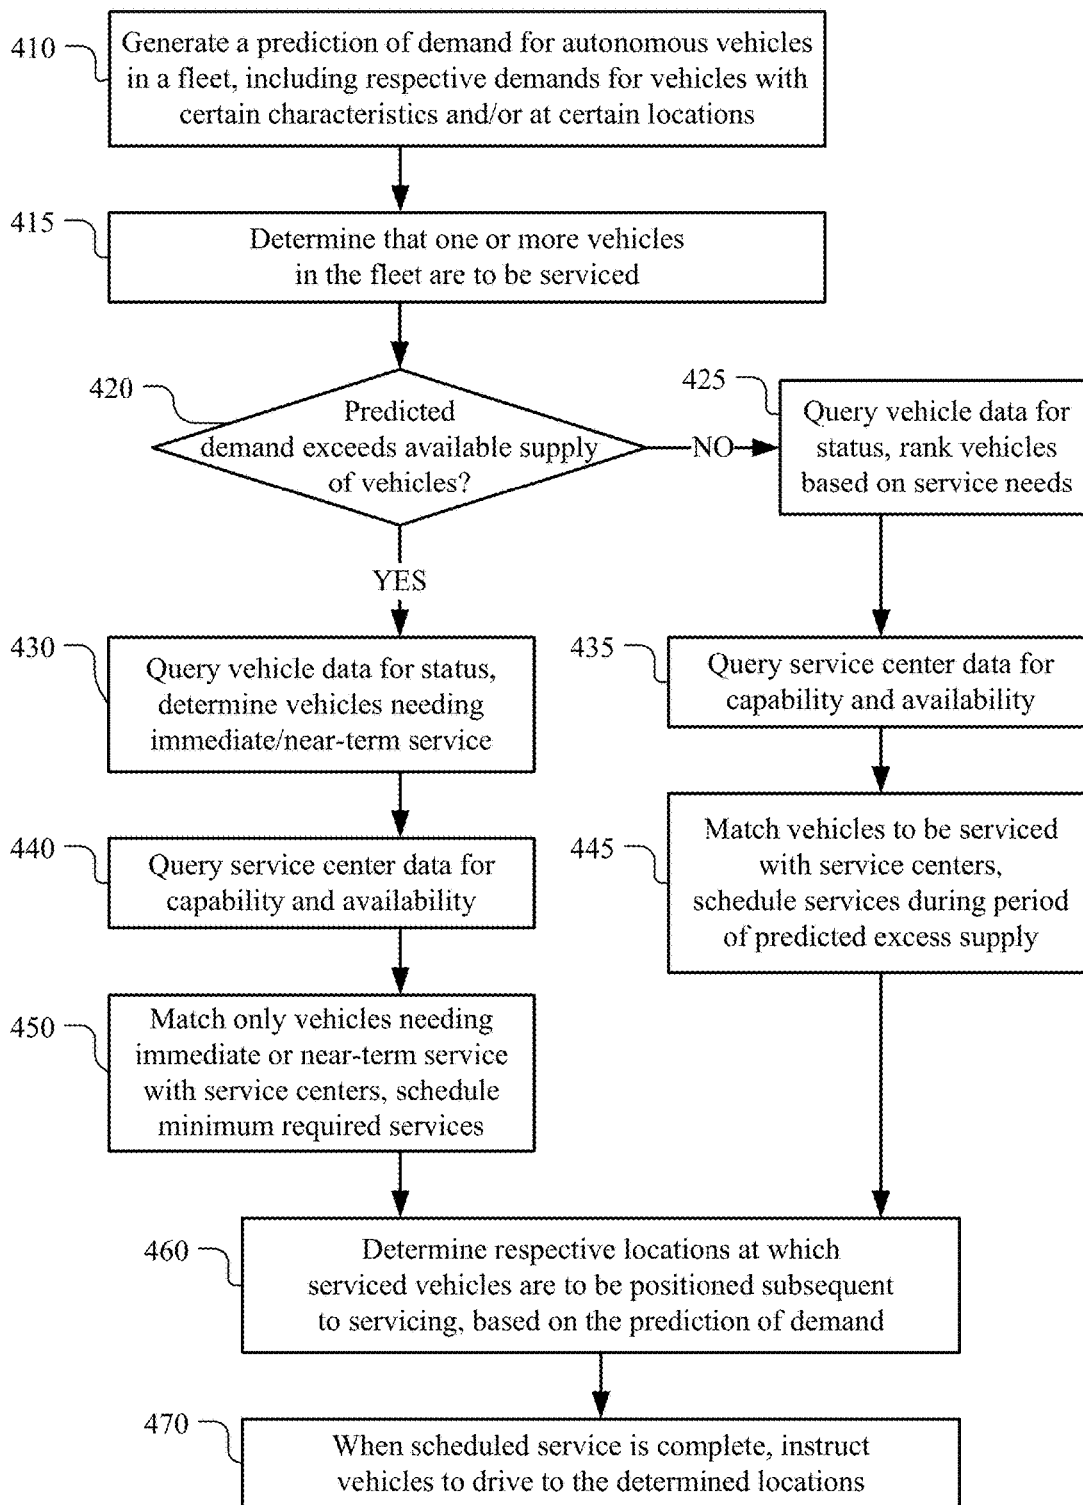 410
Generate a prediction of demand for autonomous vehicles
in a fleet, including respective demands for vehicles with
certain characteristics and/or at certain locations
415
Determine that one or more vehicles
in the fleet are to be serviced
420
Predicted
demand exceeds available supply
of vehicles?
NO
425
Query vehicle data for
status, rank vehicles
based on service needs
YES
430
Query vehicle data for status,
determine vehicles needing
immediate/near-term service
435
Query service center data for
capability and availability
440
Query service center data for
capability and availability
445
Match vehicles to be serviced
with service centers,
schedule services during period
of predicted excess supply
450
Match only vehicles needing
immediate or near-term service
with service centers, schedule
minimum required services
460
Determine respective locations at which
serviced vehicles are to be positioned subsequent
to servicing, based on the prediction of demand
470
When scheduled service is complete, instruct
vehicles to drive to the determined locations